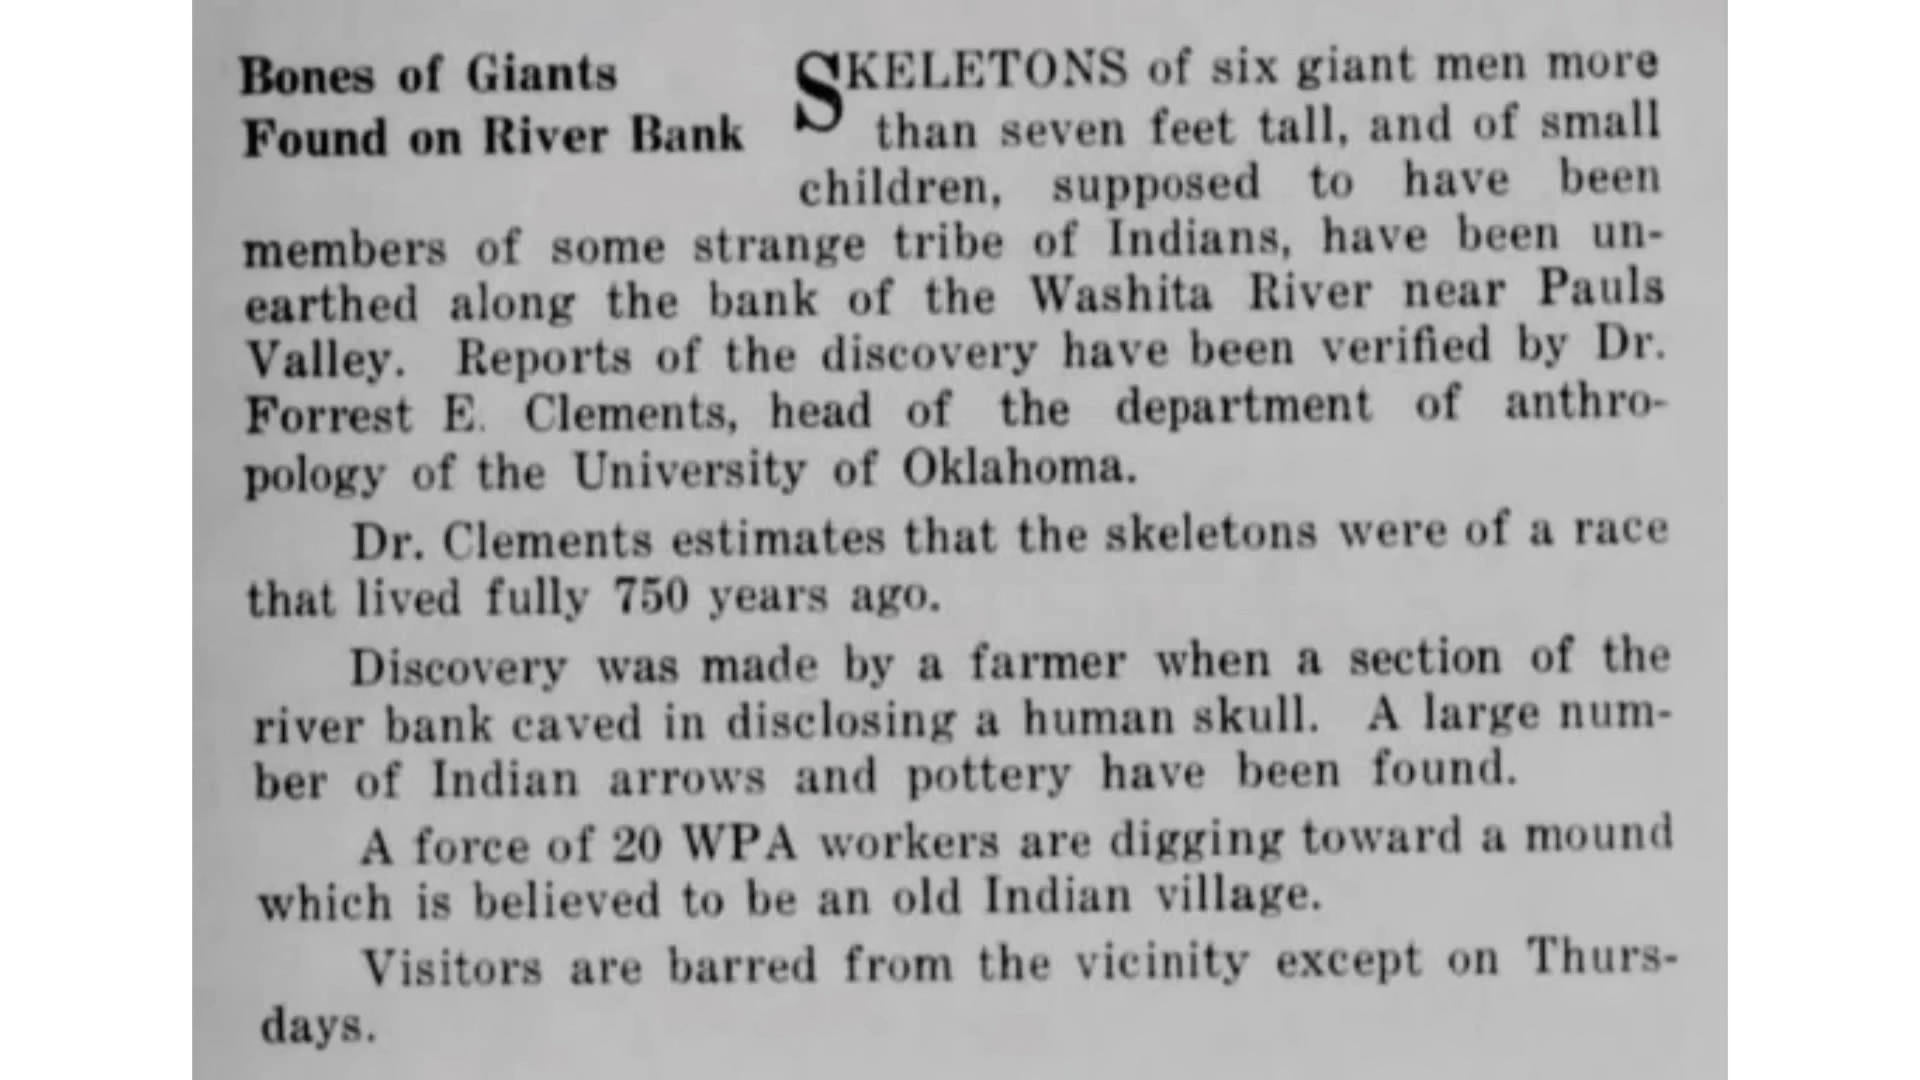 Bones of Giants
Found on River Bank
SKELETONS of six giant men more
than seven feet tall, and of small
children, supposed to have been
members of some strange tribe of Indians, have been un-
earthed along the bank of the Washita River near Pauls
Valley. Reports of the discovery have been verified by Dr.
Forrest E. Clements, head of the department of anthro-
pology of the University of Oklahoma.
Dr. Clements estimates that the skeletons were of a race
that lived fully 750 years ago.
Discovery was made by a farmer when a section of the
river bank caved in disclosing a human skull. A large num-
ber of Indian arrows and pottery have been found.
A force of 20 WPA workers are digging toward a mound
which is believed to be an old Indian village.
Visitors are barred from the vicinity except on Thurs-
days.